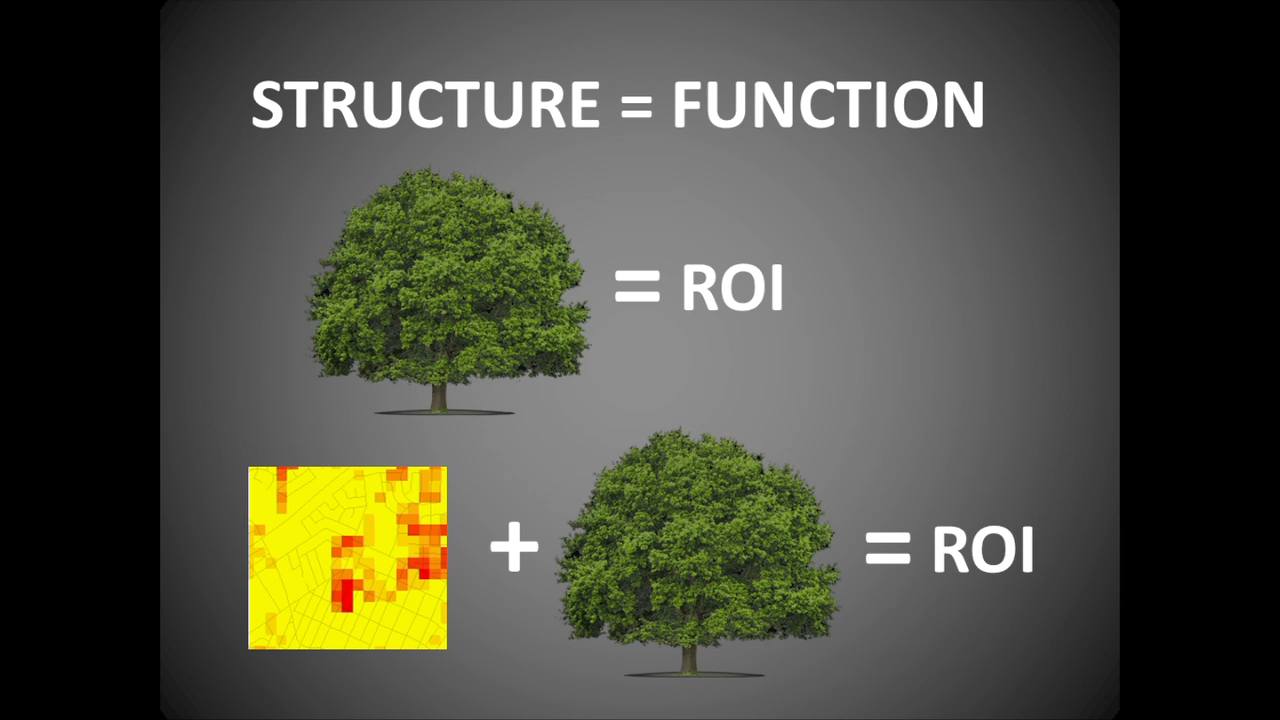 STRUCTURE = FUNCTION
= ROI
+ = ROI